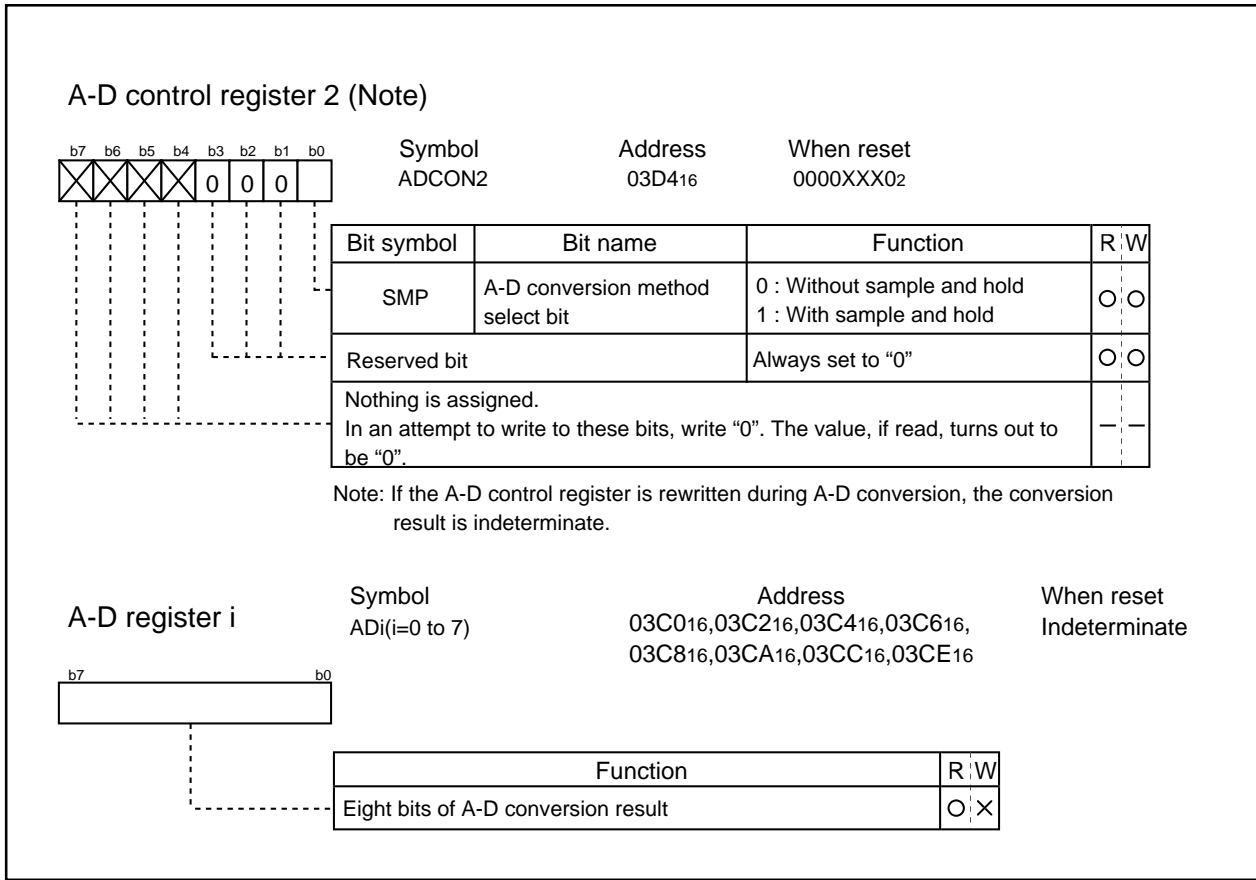 A-D control register 2 (Note)
b7 b6 b5 b4 b3 b2 b1 b0
0 0 0
Symbol Address When reset
ADCON2 03D416 0000XXX02
Bit symbol Bit name Function R W
SMP A-D conversion method select bit 0 : Without sample and hold
1 : With sample and hold
Reserved bit Always set to “0”
Nothing is assigned.
In an attempt to write to these bits, write “0”. The value, if read, turns out to
be “0”.
Note: If the A-D control register is rewritten during A-D conversion, the conversion
result is indeterminate.
A-D register i
Symbol Address When reset
ADi(i=0 to 7) 03C016,03C216,03C416,03C616, Indeterminate
03C816,03CA16,03CC16,03CE16
b7 b0
Function R W
Eight bits of A-D conversion result